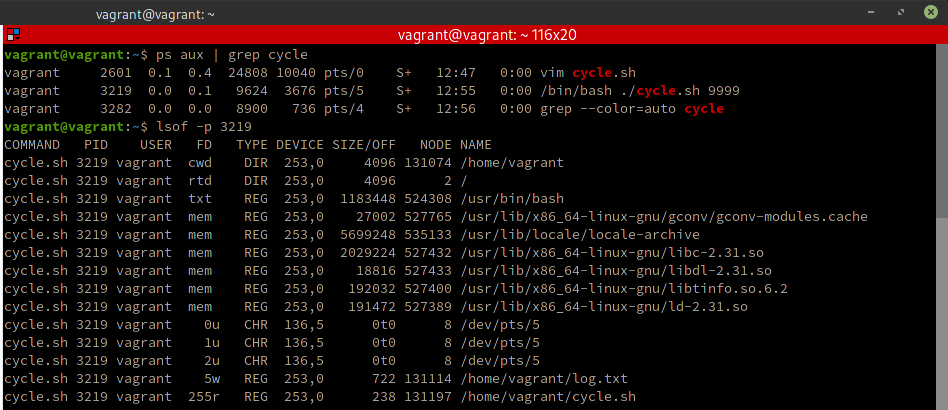 vagrant@vagrant: ~
vagrant@vagrant: ~ 116x20
vagrant@vagrant:~$ ps aux | grep cycle
vagrant     2601  0.1  0.4  24808 10040 pts/0    S+   12:47   0:00 vim cycle.sh
vagrant     3219  0.0  0.1   9624  3676 pts/5    S+   12:55   0:00 /bin/bash ./cycle.sh 9999
vagrant     3282  0.0  0.0   8900   736 pts/4    S+   12:56   0:00 grep --color=auto cycle
vagrant@vagrant:~$ lsof -p 3219
COMMAND   PID    USER   FD   TYPE DEVICE SIZE/OFF   NODE NAME
cycle.sh 3219 vagrant  cwd    DIR  253,0     4096 131074 /home/vagrant
cycle.sh 3219 vagrant  rtd    DIR  253,0     4096      2 /
cycle.sh 3219 vagrant  txt    REG  253,0  1183448 524308 /usr/bin/bash
cycle.sh 3219 vagrant  mem    REG  253,0    27002 527765 /usr/lib/x86_64-linux-gnu/gconv/gconv-modules.cache
cycle.sh 3219 vagrant  mem    REG  253,0  5699248 535133 /usr/lib/locale/locale-archive
cycle.sh 3219 vagrant  mem    REG  253,0  2029224 527432 /usr/lib/x86_64-linux-gnu/libc-2.31.so
cycle.sh 3219 vagrant  mem    REG  253,0    18816 527433 /usr/lib/x86_64-linux-gnu/libdl-2.31.so
cycle.sh 3219 vagrant  mem    REG  253,0   192032 527400 /usr/lib/x86_64-linux-gnu/libtinfo.so.6.2
cycle.sh 3219 vagrant  mem    REG  253,0   191472 527389 /usr/lib/x86_64-linux-gnu/ld-2.31.so
cycle.sh 3219 vagrant    0u   CHR  136,5      0t0      8 /dev/pts/5
cycle.sh 3219 vagrant    1u   CHR  136,5      0t0      8 /dev/pts/5
cycle.sh 3219 vagrant    2u   CHR  136,5      0t0      8 /dev/pts/5
cycle.sh 3219 vagrant    5w   REG  253,0      722 131114 /home/vagrant/log.txt
cycle.sh 3219 vagrant  255r   REG  253,0      238 131197 /home/vagrant/cycle.sh